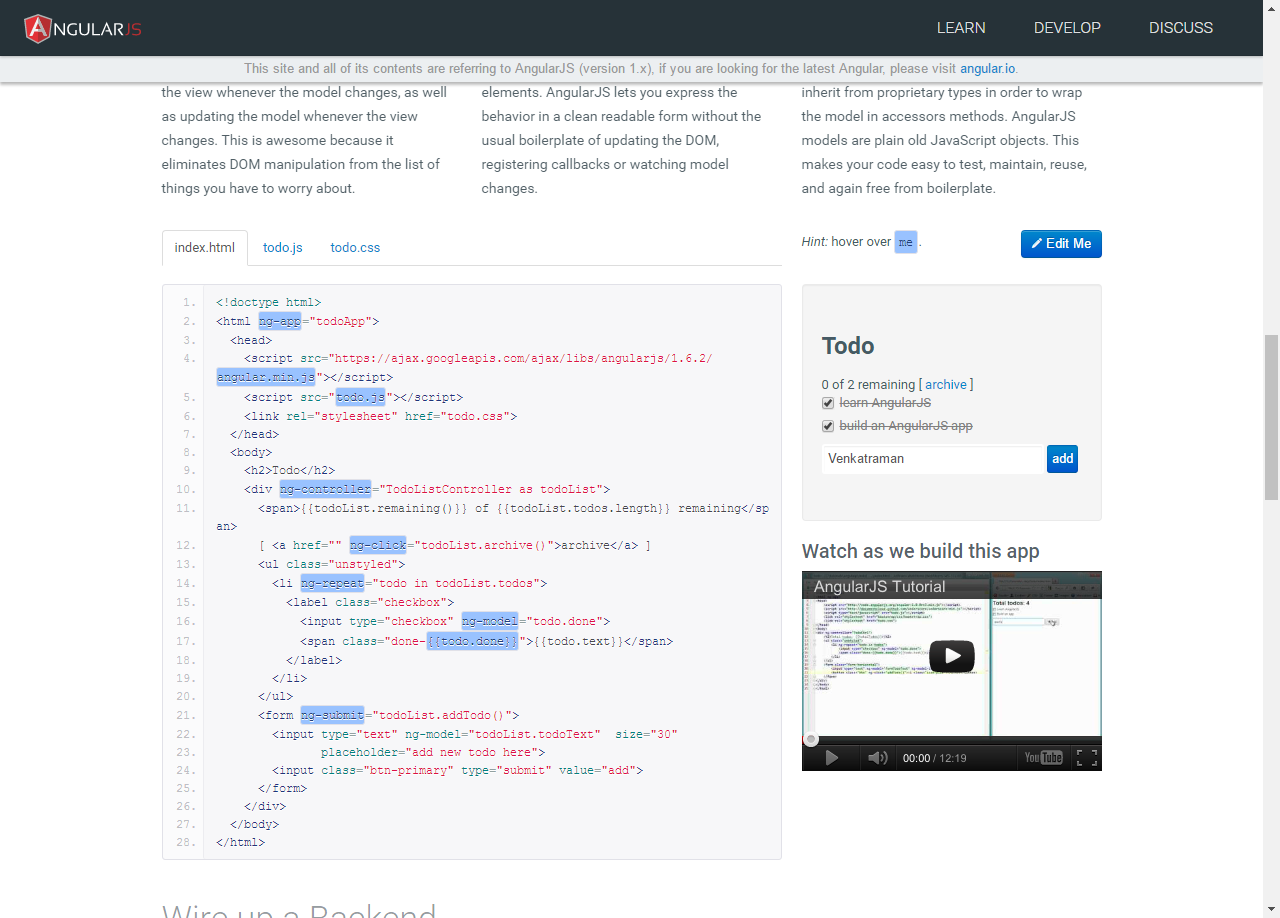 ANGULARJS
LEARN DEVELOP DISCUSS
This site and all of its contents are referring to AngularJS (version 1.x), if you are looking for the latest Angular, please visit angular.io.
the view whenever the model changes, as well
as updating the model whenever the view
changes. This is awesome because it
eliminates DOM manipulation from the list of
things you have to worry about.
elements. AngularJS lets you express the
behavior in a clean readable form without the
usual boilerplate of updating the DOM,
registering callbacks or watching model
changes.
inherit from proprietary types in order to wrap
the model in accessors methods. AngularJS
models are plain old JavaScript objects. This
makes your code easy to test, maintain, reuse,
and again free from boilerplate.
index.html todo.js todo.css
1. <!doctype html>
2. <html ng-app="todoApp">
3. <head>
4. <script src="https://ajax.googleapis.com/ajax/libs/angularjs/1.6.2/
angular.min.js"></script>
5. <script src="todo.js"></script>
6. <link rel="stylesheet" href="todo.css">
7. </head>
8. <body>
9. <h2>Todo</h2>
10. <div ng-controller="TodoListController as todoList">
11. <span>{{todoList.remaining()}} of {{todoList.todos.length}} remaining</sp
an>
12. [ <a href="" ng-click="todoList.archive()">archive</a> ]
13. <ul class="unstyled">
14. <li ng-repeat="todo in todoList.todos">
15. <label class="checkbox">
16. <input type="checkbox" ng-model="todo.done">
17. <span class="done-{{todo.done}}">{{todo.text}}</span>
18. </label>
19. </li>
20. </ul>
21. <form ng-submit="todoList.addTodo()">
22. <input type="text" ng-model="todoList.todoText" size="30"
23. placeholder="add new todo here">
24. <input class="btn-primary" type="submit" value="add">
25. </form>
26. </div>
27. </body>
28. </html>
Hint: hover over me .
Edit Me
Todo
0 of 2 remaining [ archive ]
learn AngularJS
build an AngularJS app
Venkatraman add
Watch as we build this app
AngularJS Tutorial
Total todos: 4
00:00 / 12:19 YouTube
Wire up a Backend